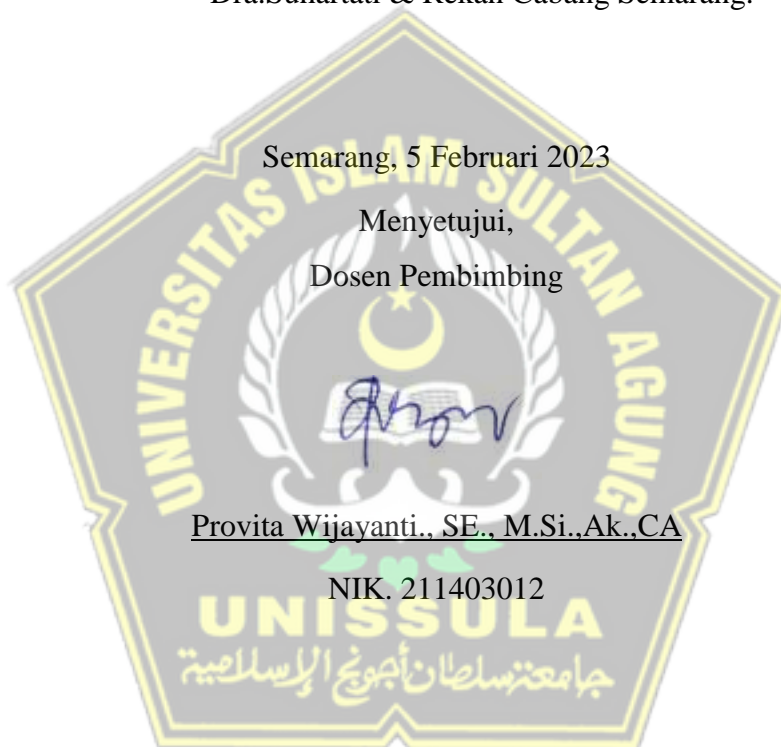 Dra.Suhartati & Rekan Cabang Semarang.
Semarang, 5 Februari 2023
Menyetujui,
Dosen Pembimbing
Provita Wijayanti., SE., M.Si.,Ak.,CA
NIK. 211403012
UNIVERSITAS ISLAM SULTAN AGUNG
UNISSULA
جامعة سلطان أجونج الإسلامية